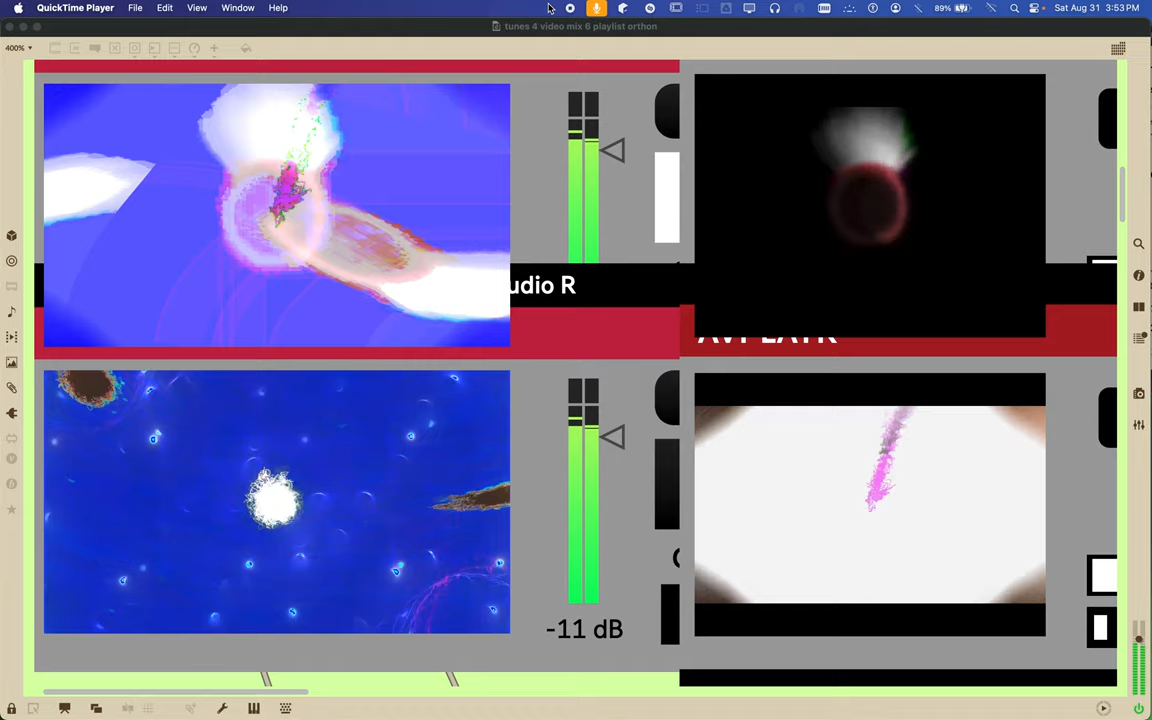 QuickTime Player File Edit View Window Help 89% Sat Aug 31 3:53 PM
tunes 4 video mix 6 playlist orthon
400%
udio R
-11 dB